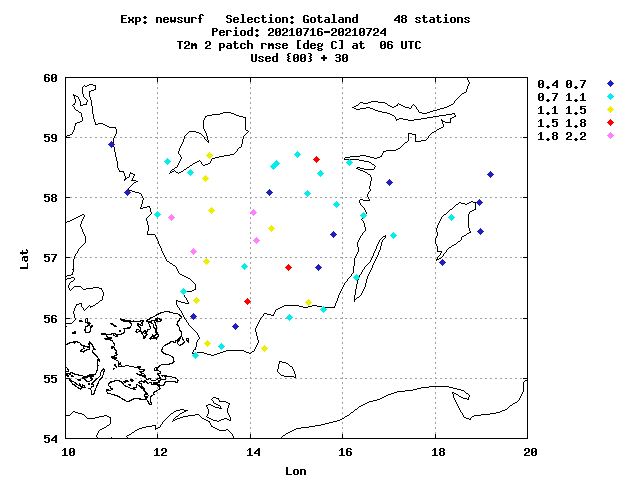 Exp: newsurf   Selection: Gotaland     48 stations
Period: 20210716-20210724
T2m 2 patch rmse [deg C] at  06 UTC
Used {00} + 30
0.4 0.7
0.7 1.1
1.1 1.5
1.5 1.8
1.8 2.2
60
59
58
57
56
55
54
Lat
10 12 14 16 18 20
Lon